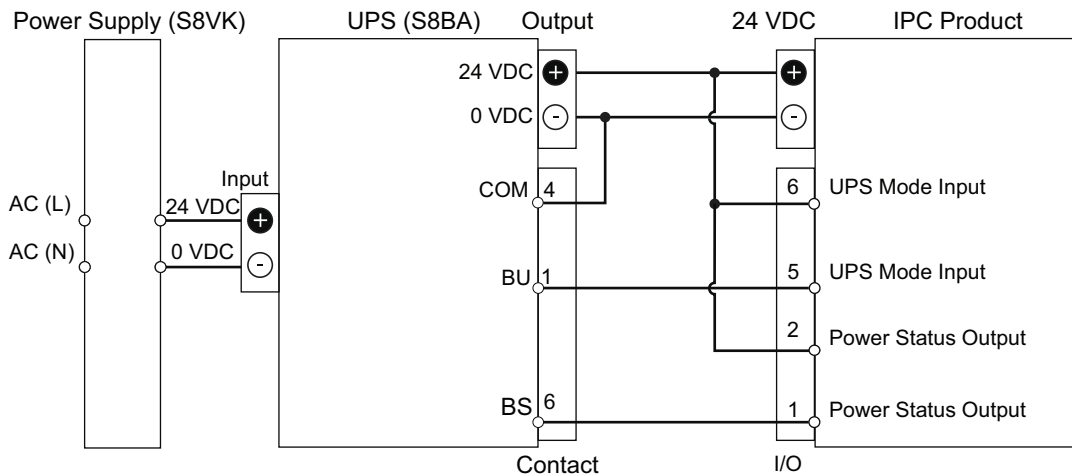 Power Supply (S8VK) UPS (S8BA) Output 24 VDC IPC Product
24 VDC + +
0 VDC - -
Input COM 4 6 UPS Mode Input
AC (L) 24 VDC +
AC (N) 0 VDC -
BU 1 5 UPS Mode Input
2 Power Status Output
BS 6 1 Power Status Output
Contact I/O